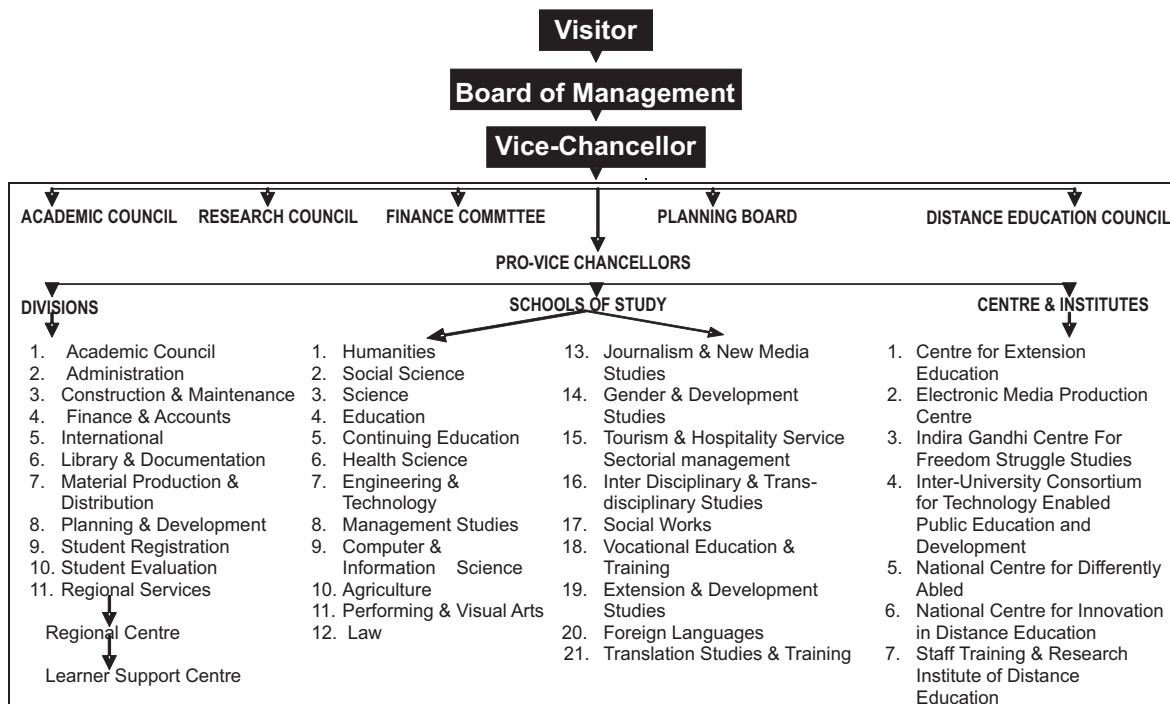 Visitor
Board of Management
Vice-Chancellor
ACADEMIC COUNCIL
RESEARCH COUNCIL
FINANCE COMMTTEE
PLANNING BOARD
DISTANCE EDUCATION COUNCIL
PRO-VICE CHANCELLORS
DIVISIONS
1. Academic Council
2. Administration
3. Construction & Maintenance
4. Finance & Accounts
5. International
6. Library & Documentation
7. Material Production &
Distribution
8. Planning & Development
9. Student Registration
10. Student Evaluation
11. Regional Services
Regional Centre
Learner Support Centre
SCHOOLS OF STUDY
1. Humanities
2. Social Science
3. Science
4. Education
5. Continuing Education
6. Health Science
7. Engineering &
Technology
8. Management Studies
9. Computer &
Information Science
10. Agriculture
11. Performing & Visual Arts
12. Law
13. Journalism & New Media
Studies
14. Gender & Development
Studies
15. Tourism & Hospitality Service
Sectorial management
16. Inter Disciplinary & Trans-
disciplinary Studies
17. Social Works
18. Vocational Education &
Training
19. Extension & Development
Studies
20. Foreign Languages
21. Translation Studies & Training
CENTRE & INSTITUTES
1. Centre for Extension
Education
2. Electronic Media Production
Centre
3. Indira Gandhi Centre For
Freedom Struggle Studies
4. Inter-University Consortium
for Technology Enabled
Public Education and
Development
5. National Centre for Differently
Abled
6. National Centre for Innovation
in Distance Education
7. Staff Training & Research
Institute of Distance
Education